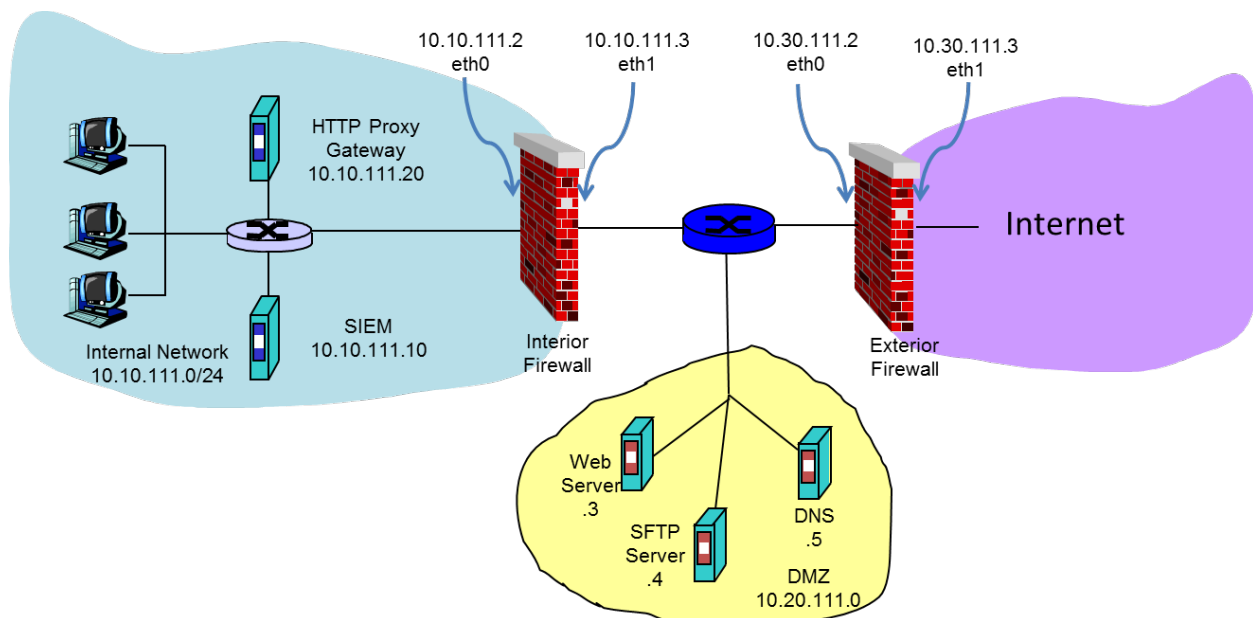 10.10.111.2
eth0
10.10.111.3
eth1
10.30.111.2
eth0
10.30.111.3
eth1
HTTP Proxy
Gateway
10.10.111.20
Internet
SIEM
10.10.111.10
Internal Network
10.10.111.0/24
Interior
Firewall
Exterior
Firewall
Web
Server
.3
SFTP
Server
.4
DNS
.5
DMZ
10.20.111.0